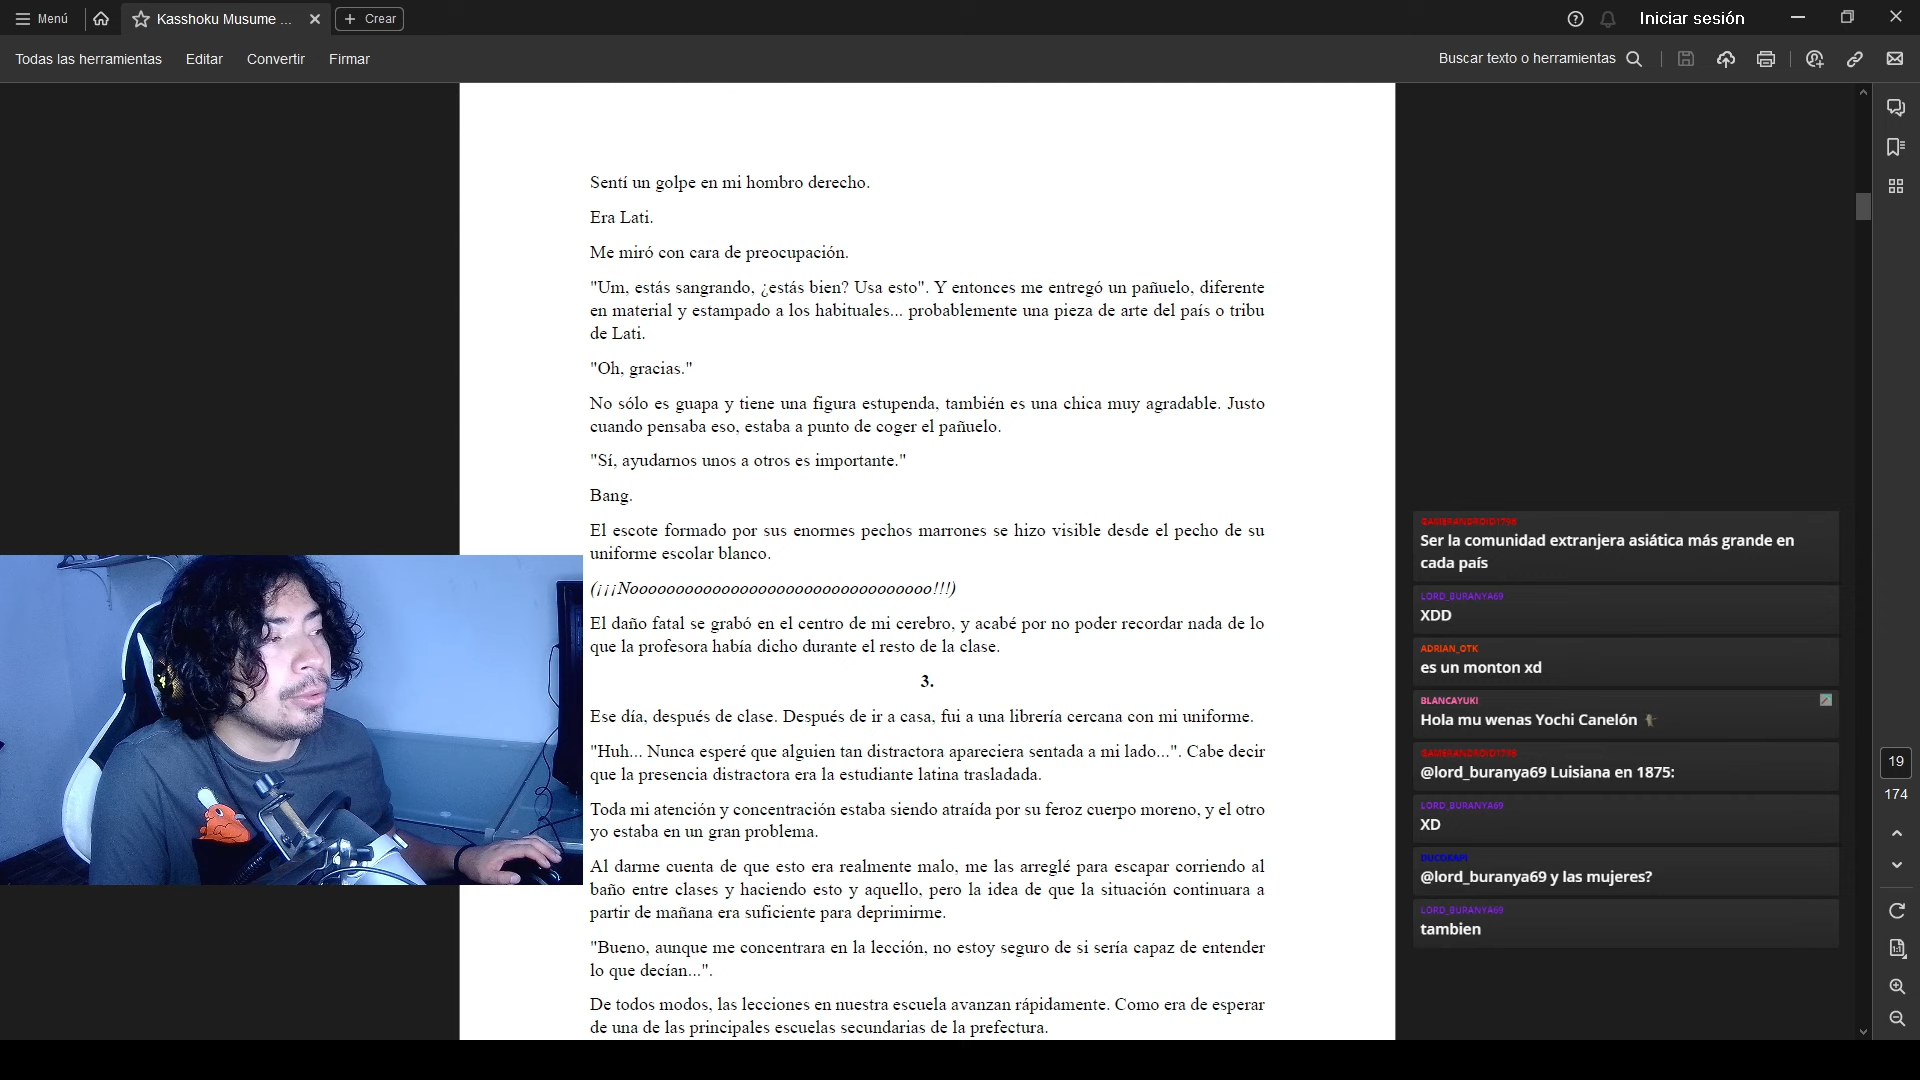 Menú
Kasshoku Musume ...
Crear
Iniciar sesión
Todas las herramientas
Editar
Convertir
Firmar
Buscar texto o herramientas
Sentí un golpe en mi hombro derecho.
Era Lati.
Me miró con cara de preocupación.
"Um, estás sangrando, ¿estás bien? Usa esto". Y entonces me entregó un pañuelo, diferente
en material y estampado a los habituales... probablemente una pieza de arte del país o tribu
de Lati.
"Oh, gracias."
No sólo es guapa y tiene una figura estupenda, también es una chica muy agradable. Justo
cuando pensaba eso, estaba a punto de coger el pañuelo.
"Sí, ayudarnos unos a otros es importante."
Bang.
El escote formado por sus enormes pechos marrones se hizo visible desde el pecho de su
uniforme escolar blanco.
(¡¡¡Nooooooooooooooooooooooooooooooooo!!!)
El daño fatal se grabó en el centro de mi cerebro, y acabé por no poder recordar nada de lo
que la profesora había dicho durante el resto de la clase.
3.
Ese día, después de clase. Después de ir a casa, fui a una librería cercana con mi uniforme.
"Huh... Nunca esperé que alguien tan distractora apareciera sentada a mi lado...". Cabe decir
que la presencia distractora era la estudiante latina trasladada.
Toda mi atención y concentración estaba siendo atraída por su feroz cuerpo moreno, y el otro
yo estaba en un gran problema.
Al darme cuenta de que esto era realmente malo, me las arreglé para escapar corriendo al
baño entre clases y haciendo esto y aquello, pero la idea de que la situación continuara a
partir de mañana era suficiente para deprimirme.
"Bueno, aunque me concentrara en la lección, no estoy seguro de si sería capaz de entender
lo que decían...".
De todos modos, las lecciones en nuestra escuela avanzan rápidamente. Como era de esperar
de una de las principales escuelas secundarias de la prefectura.
GAMERANDROID1798
Ser la comunidad extranjera asiática más grande en
cada país
LORD_BURANYA69
XDD
ADRIAN_OTK
es un monton xd
BLANCAYUKI
Hola mu wenas Yochi Canelón
GAMERANDROID1798
@lord_buranya69 Luisiana en 1875:
LORD_BURANYA69
XD
@lord_buranya69 y las mujeres?
LORD_BURANYA69
tambien
19
174